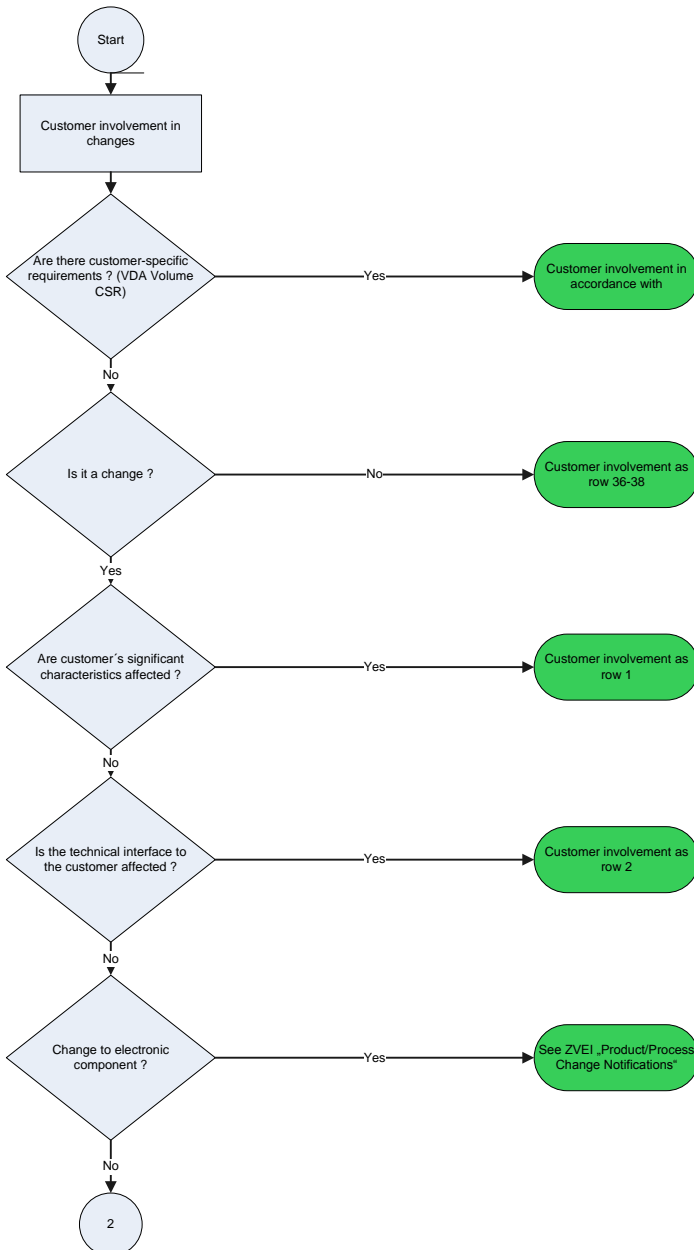 Start
Customer involvement in
changes
Are there customer-specific
requirements ? (VDA Volume
CSR)
Yes
Customer involvement in
accordance with
No
Is it a change ?
No
Customer involvement as
row 36-38
Yes
Are customer´s significant
characteristics affected ?
Yes
Customer involvement as
row 1
No
Is the technical interface to
the customer affected ?
Yes
Customer involvement as
row 2
No
Change to electronic
component ?
Yes
See ZVEI „Product/Process
Change Notifications“
No
2